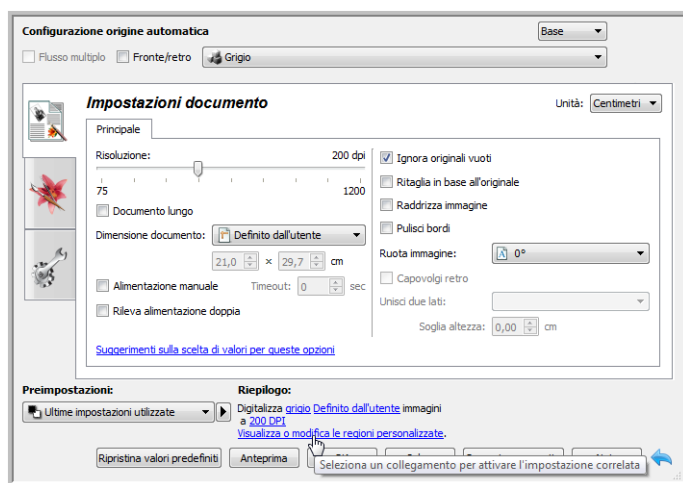 Configurazione origine automatica
Base
Flusso multiplo
Fronte/retro
Grigio
Impostazioni documento
Unità:
Centimetri
Principale
Risoluzione:
200 dpi
75
1200
Documento lungo
Dimensione documento:
Definito dall'utente
21,0 × 29,7 cm
Alimentazione manuale
Timeout: 0 sec
Rileva alimentazione doppia
Suggerimenti sulla scelta di valori per queste opzioni
Ignora originali vuoti
Ritaglia in base all'originale
Raddrizza immagine
Pulisci bordi
Ruota immagine:
0°
Capovolgi retro
Unisci due lati:
Soglia altezza: 0,00 cm
Preimpostazioni:
Ultime impostazioni utilizzate
Riepilogo:
Digitalizza grigio Definito dall'utente immagini
a 200 DPI
Visualizza o modifica le regioni personalizzate.
Ripristina valori predefiniti
Anteprima
Seleziona un collegamento per attivare l'impostazione correlata